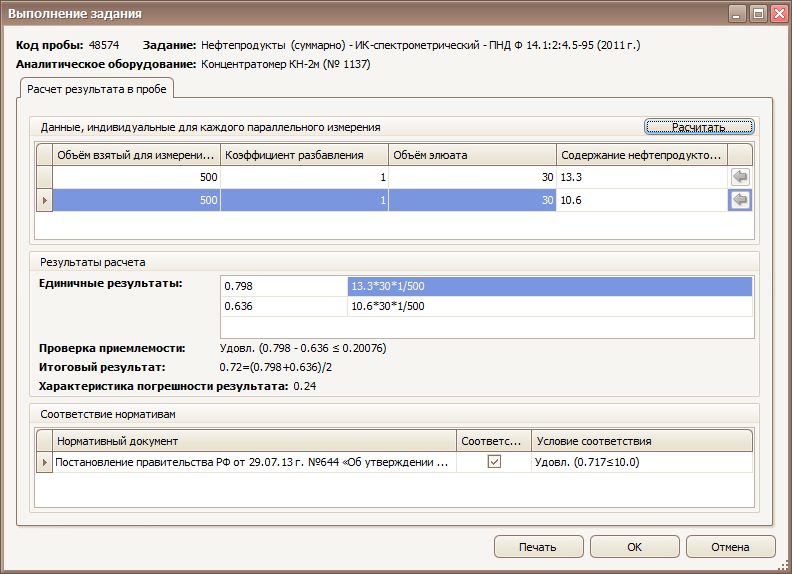 Выполнение задания
Код пробы: 48574 Задание: Нефтепродукты (суммарно) - ИК-спектрометрический - ПНД Ф 14.1:2:4.5-95 (2011 г.)
Аналитическое оборудование: Концентратомер КН-2м (№ 1137)
Расчет результата в пробе
Данные, индивидуальные для каждого параллельного измерения Расчитать
Объём взятый для измерени... Коэффициент разбавления Объём элюата Содержание нефтепродукто...
500 1 30 13.3
500 1 30 10.6
Результаты расчета
Единичные результаты: 0.798 13.3*30*1/500
0.636 10.6*30*1/500
Проверка приемлемости: Удовл. (0.798 - 0.636 ≤ 0.20076)
Итоговый результат: 0.72=(0.798+0.636)/2
Характеристика погрешности результата: 0.24
Соответствие нормативам
Нормативный документ Соответс... Условие соответствия
Постановление правительства РФ от 29.07.13 г. №644 «Об утверждении ... Удовл. (0.717≤10.0)
Печать OK Отмена